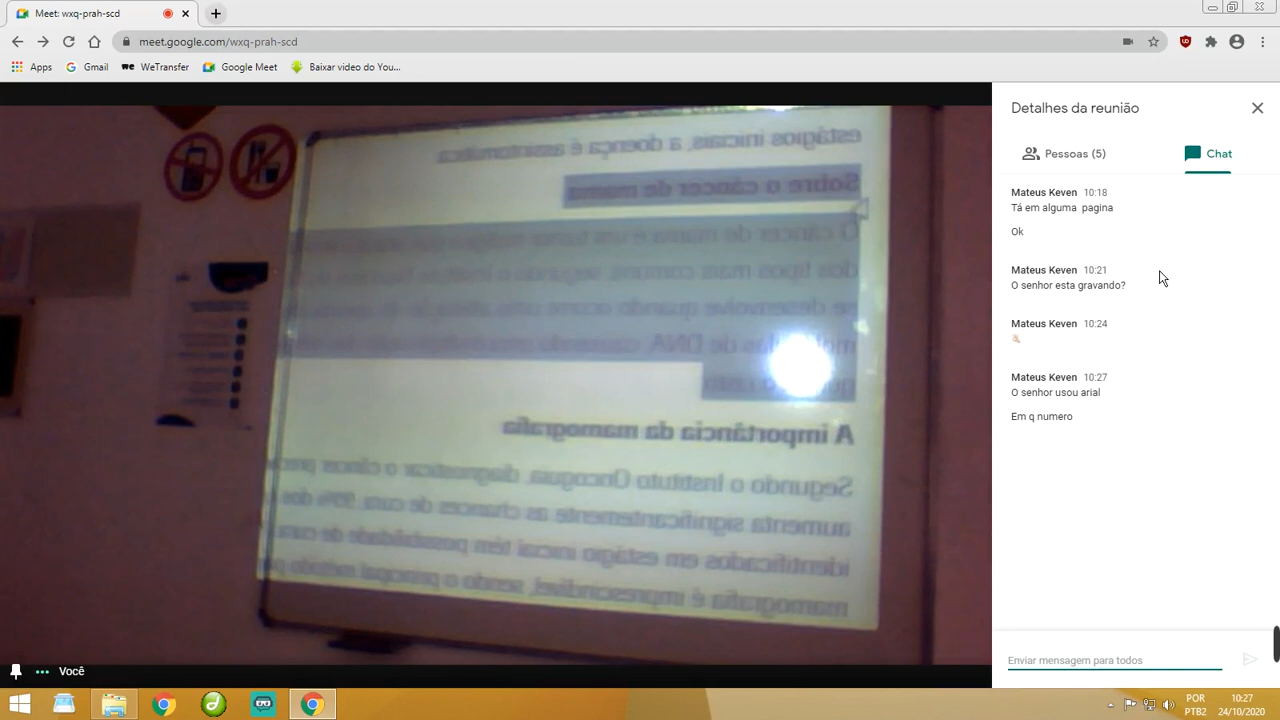 Meet: wxq-prah-scd
meet.google.com/wxq-prah-scd
Apps
Gmail
WeTransfer
Google Meet
Baixar video do You...
estágios iniciais, a doença é assintomática
Sobre o câncer de mama
O câncer de mama é um tumor maligno
dos tipos mais comuns, segundo o Instituto
se desenvolve quando ocorre uma alteração
de DNA, causando
A importância da mamografia
Segundo o Instituto Oncoguia, diagnosticar o câncer
aumenta significantemente as chances de cura: 95% dos
identificados em estágio inicial têm possibilidade de cura
mamografia é imprescindível, sendo o principal método
Você
Detalhes da reunião
Pessoas (5)
Chat
Mateus Keven 10:18
Tá em alguma pagina
Ok
Mateus Keven 10:21
O senhor esta gravando?
Mateus Keven 10:24
Mateus Keven 10:27
O senhor usou arial
Em q numero
Enviar mensagem para todos
POR
PTB2
10:27
24/10/2020